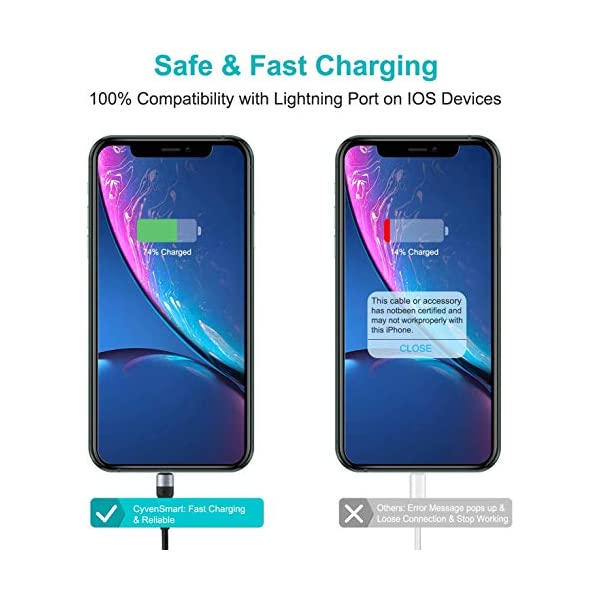 Safe & Fast Charging
100% Compatibility with Lightning Port on IOS Devices
74% Charged
14% Charged
This cable or accessory
has notbeen certified and
may not workproperly with
this iPhone.
CLOSE
CyvenSmart: Fast Charging
& Reliable
Others: Error Message pops up &
Loose Connection & Stop Working